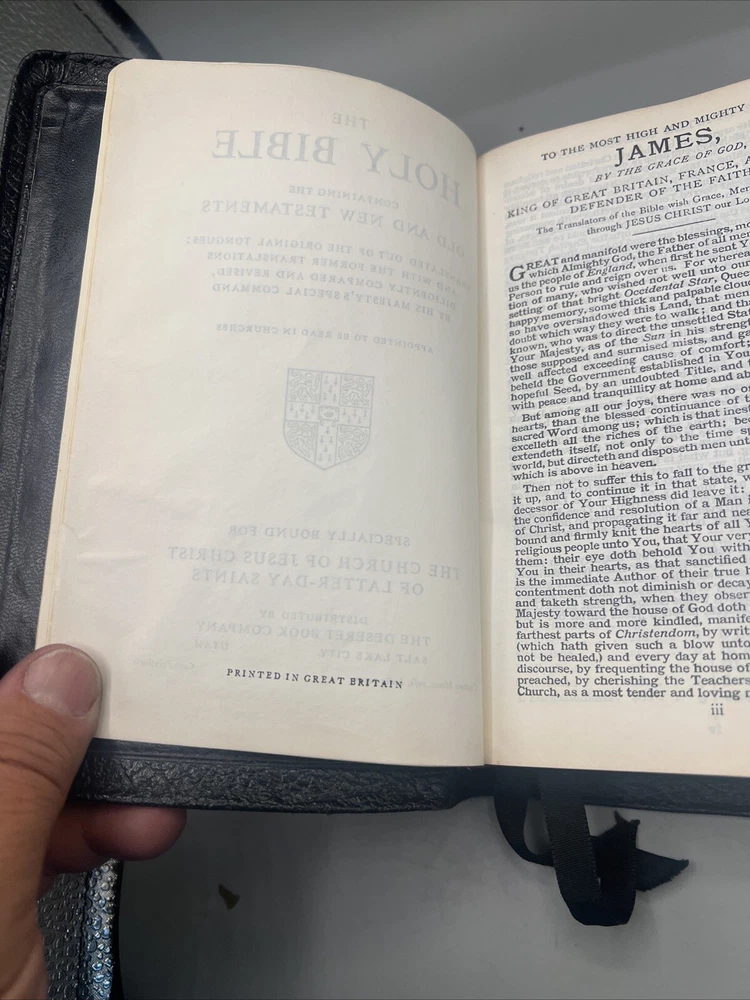 THE
HOLY BIBLE
CONTAINING THE
OLD AND NEW TESTAMENTS
TRANSLATED OUT OF THE ORIGINAL TONGUES:
AND WITH THE FORMER TRANSLATIONS
DILIGENTLY COMPARED AND REVISED,
BY HIS MAJESTY'S SPECIAL COMMAND
APPOINTED TO BE READ IN CHURCHES
SPECIALLY BOUND FOR
THE CHURCH OF JESUS CHRIST
OF LATTER-DAY SAINTS
DISTRIBUTED BY
THE DESERET BOOK COMPANY
SALT LAKE CITY UTAH
PRINTED IN GREAT BRITAIN
TO THE MOST HIGH AND MIGHTY
JAMES,
BY THE GRACE OF GOD,
KING OF GREAT BRITAIN, FRANCE,
DEFENDER OF THE FAITH
The Translators of the Bible wish Grace,
through JESUS CHRIST our
GREAT and manifold were the blessings,
which Almighty God, the Father of all
us the people of England, when first he sent
Person to rule and reign over us. For
tion of many, who wished not well unto our
setting of that bright Occidental Star,
happy memory, some thick and palpable
so have overshadowed this Land, that men
doubt which way they were to walk; and
known, who was to direct the unsettled
Your Majesty, as of the Sun in his
those supposed and surmised mists, and
well affected exceeding cause of comfort;
beheld the Government established in
hopeful Seed, by an undoubted Title, and
with peace and tranquillity at home and
But among all our joys, there was no
hearts, than the blessed continuance of
sacred Word among us; which is that
excelleth all the riches of the earth;
extendeth itself, not only to the time
world, but directeth and disposeth men
which is above in heaven.
Then not to suffer this to fall to the
it up, and to continue it in that state,
decessor of Your Highness did leave it:
the confidence and resolution of a Man
of Christ, and propagating it far and
bound and firmly knit the hearts of all
religious people unto You, that Your very
them: their eye doth behold You
You in their hearts, as that sanctified
is the immediate Author of their true
contentment doth not diminish or
and taketh strength, when they
Majesty toward the house of God doth
but is more and more kindled,
farthest parts of Christendom, by
(which hath given such a blow unto
not be healed,) and every day at
discourse, by frequenting the house of
preached, by cherishing the Teachers
Church, as a most tender and loving
iii